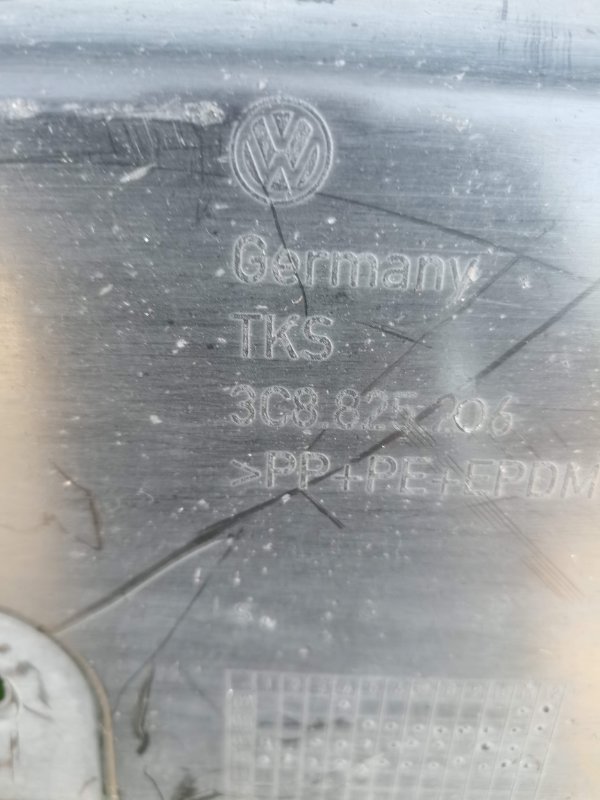 Germany
TKS
3C8 825 206
>PP+PE+EPDM